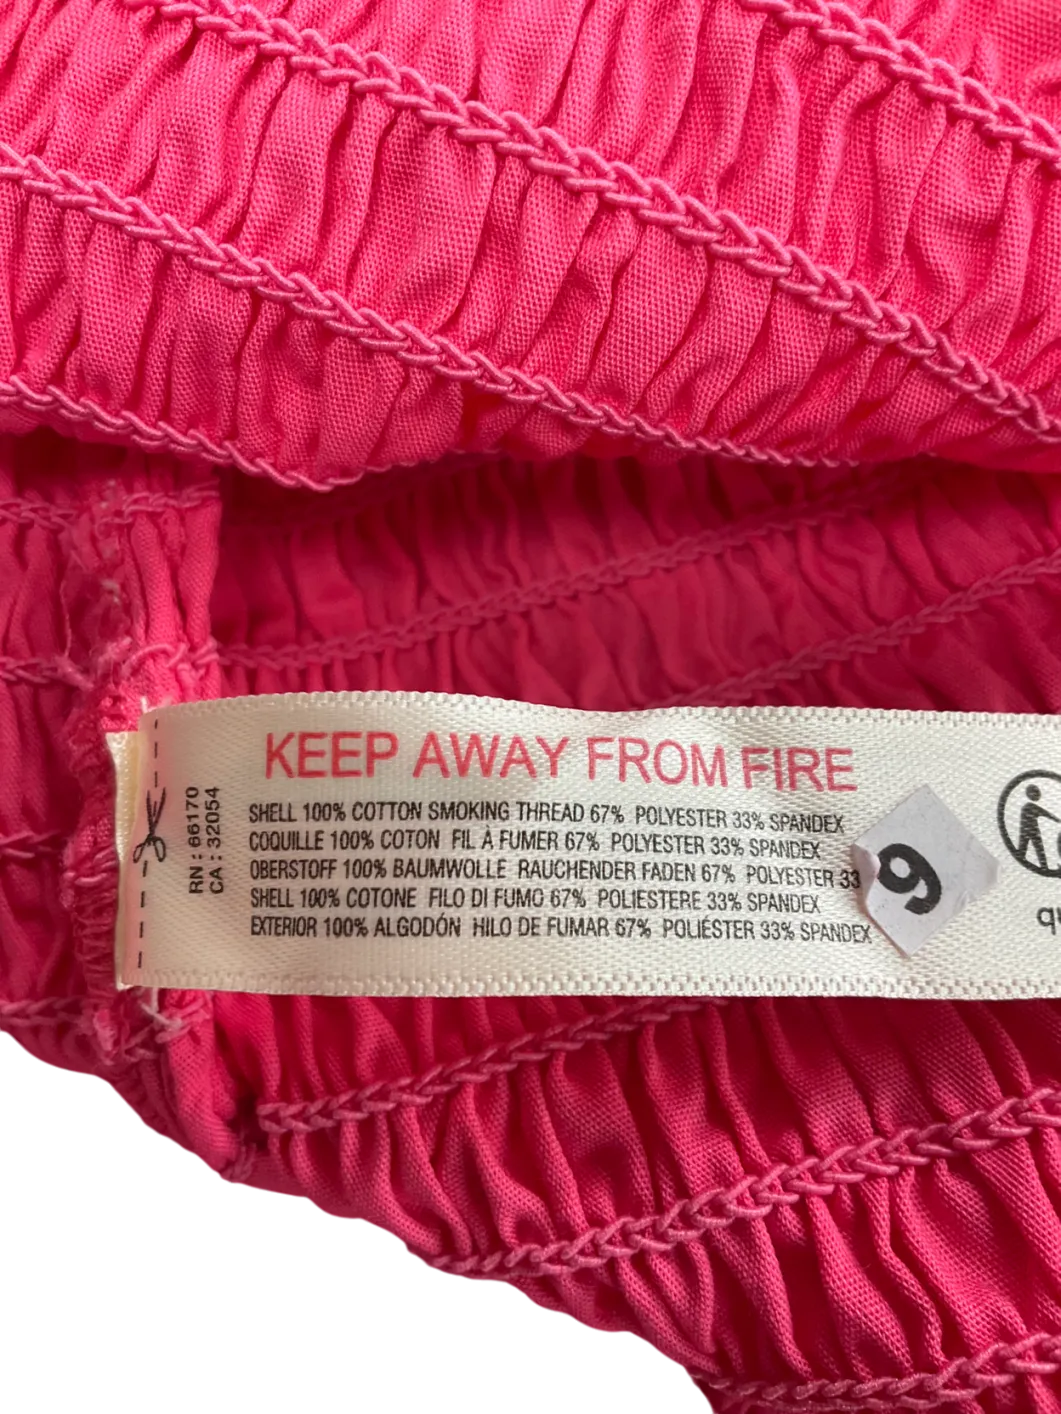 KEEP AWAY FROM FIRE
RN : 66170
CA : 32054
SHELL 100% COTTON SMOKING THREAD 67% POLYESTER 33% SPANDEX
COQUILLE 100% COTON FIL À FUMER 67% POLYESTER 33% SPANDEX
OBERSTOFF 100% BAUMWOLLE RAUCHENDER FADEN 67% POLYESTER 33
SHELL 100% COTONE FILO DI FUMO 67% POLIESTERE 33% SPANDEX
EXTERIOR 100% ALGODÓN HILO DE FUMAR 67% POLIÉSTER 33% SPANDEX